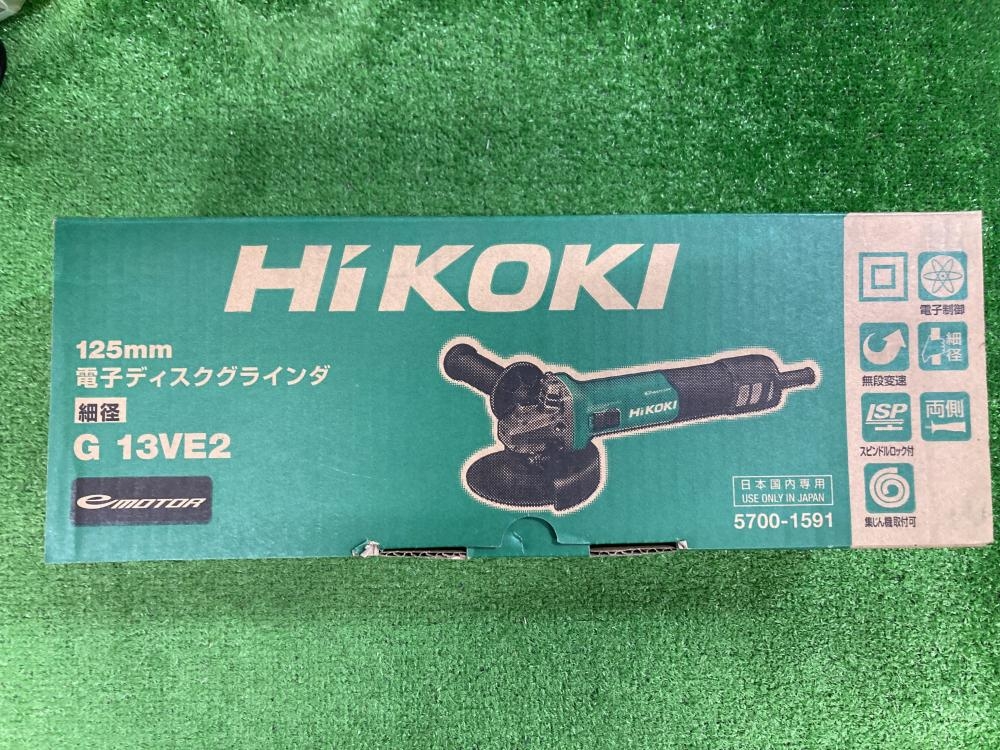 HiKOKI
125mm
電子ディスクグラインダ
細径
G 13VE2
e MOTOR
HiKOKI
日本国内専用
USE ONLY IN JAPAN
5700-1591
電子制御
無段変速
細径
ISP
スピンドルロック付
両側
集じん機取付可